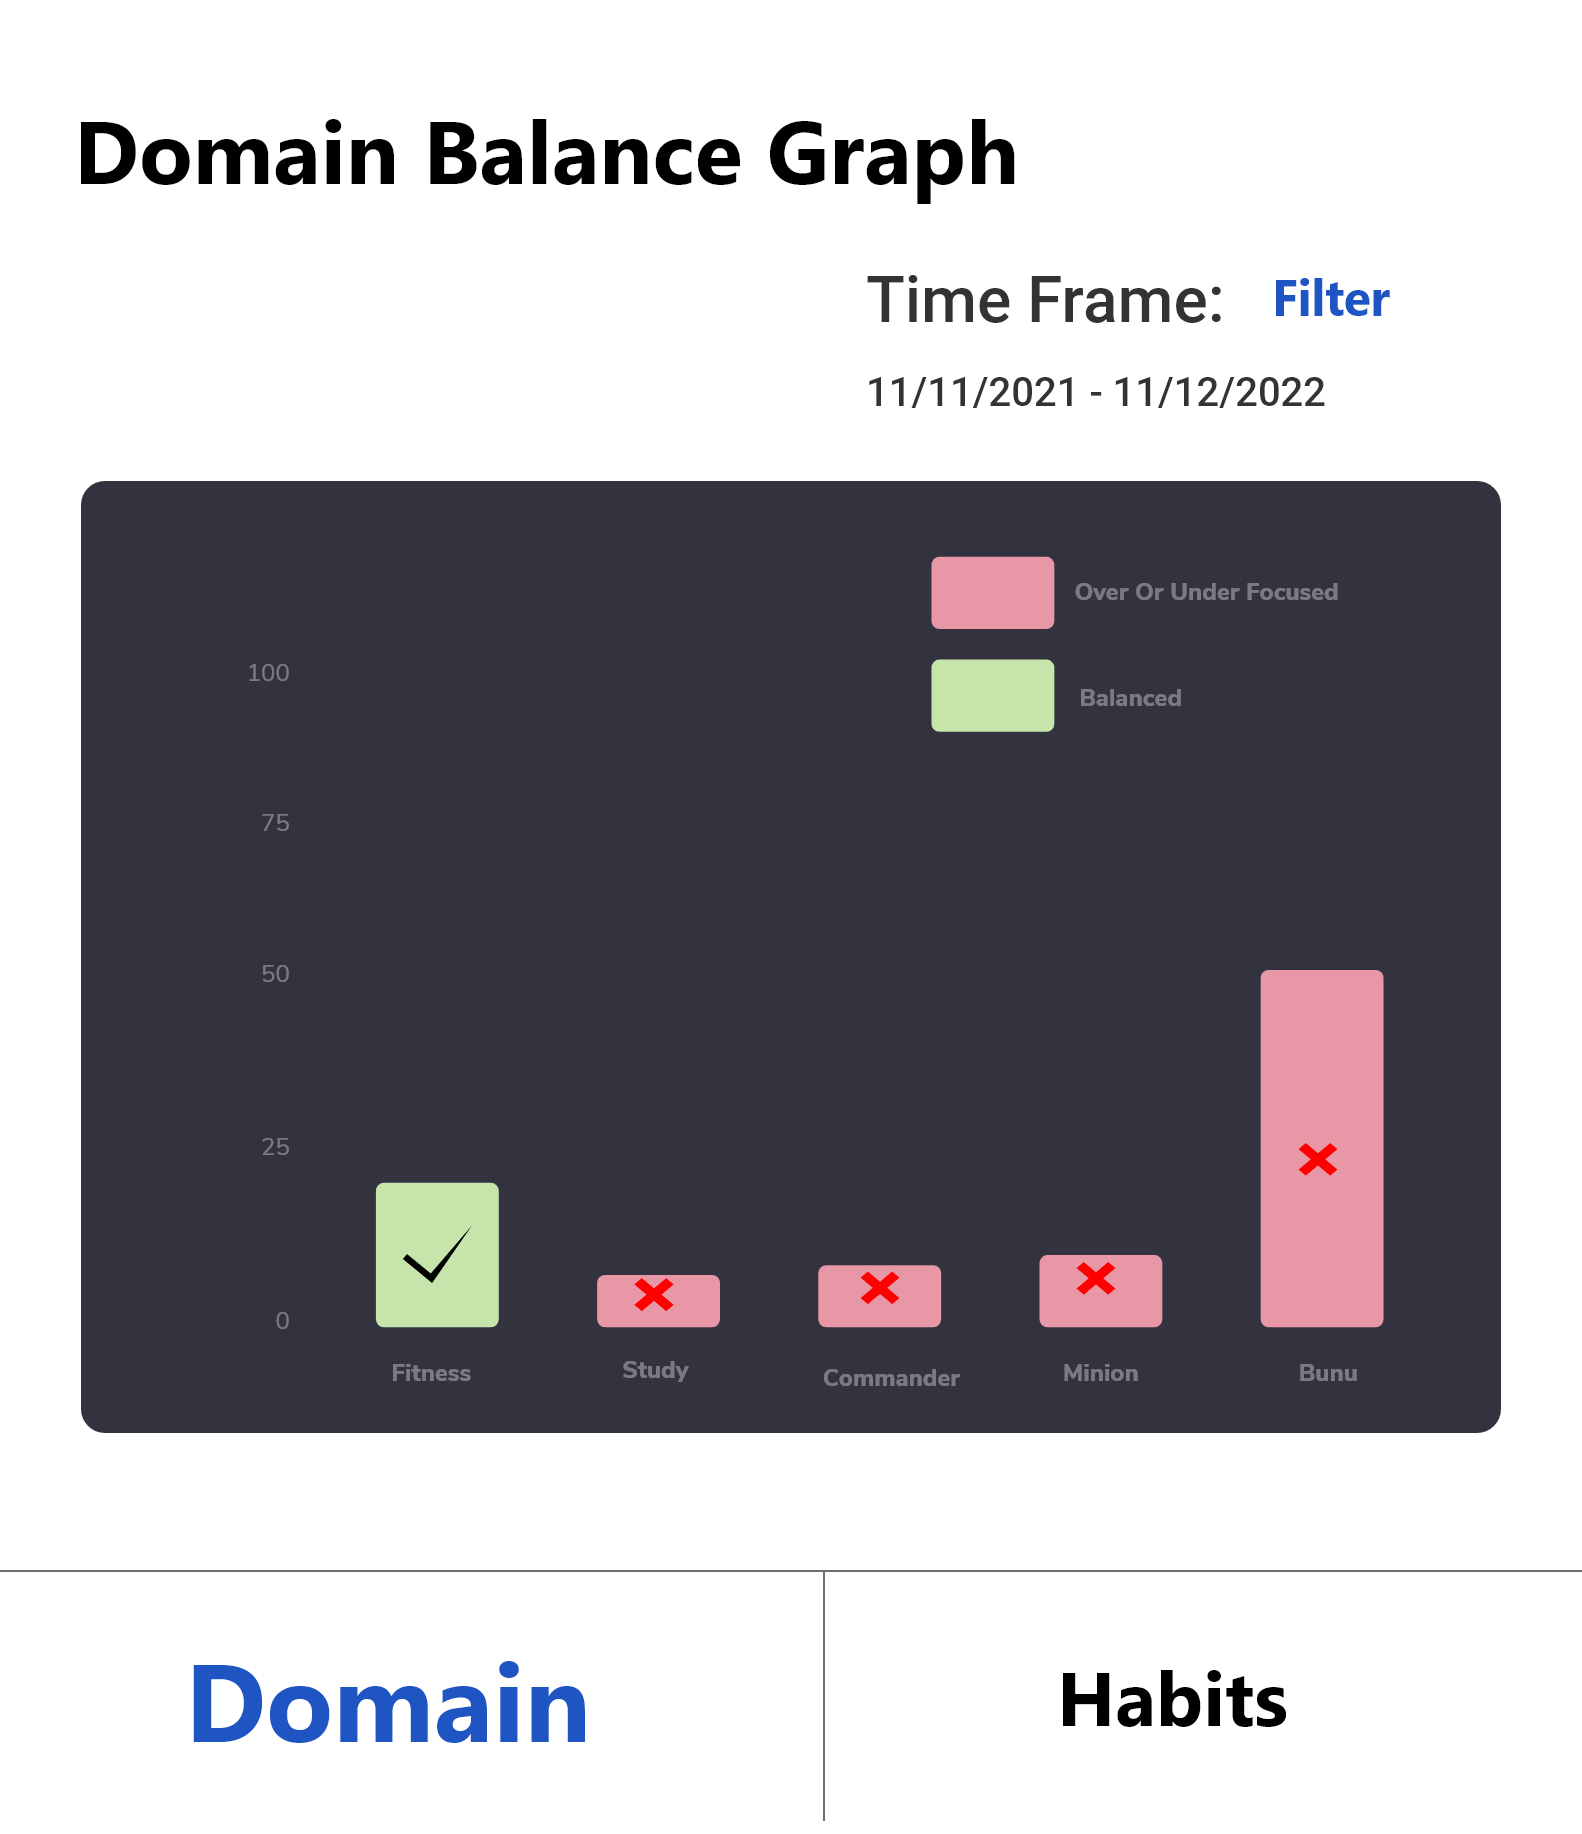 Domain Balance Graph
Time Frame: Filter
11/11/2021 - 11/12/2022
Over Or Under Focused
Balanced
100
75
50
25
0
Fitness Study Commander Minion Bunu
Domain Habits